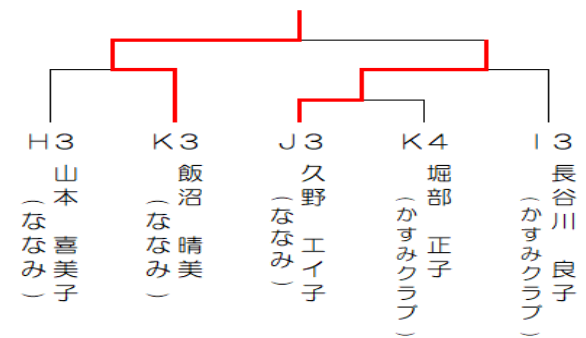 H3
山本 喜美子
（ななみ）
K3
飯沼 晴美
（ななみ）
J3
久野 エイ子
（ななみ）
K4
堀部 正子
（かすみクラブ）
I3
長谷川 良子
（かすみクラブ）